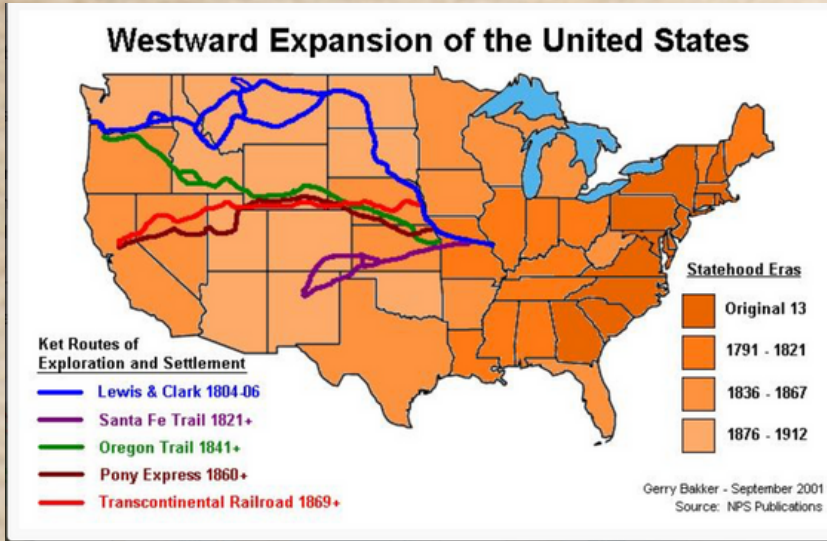 Westward Expansion of the United States
Statehood Eras
Original 13
1791 - 1821
1836 - 1867
1876 - 1912
Ket Routes of
Exploration and Settlement
Lewis & Clark 1804-06
Santa Fe Trail 1821+
Oregon Trail 1841+
Pony Express 1860+
Transcontinental Railroad 1869+
Gerry Bakker - September 2001
Source: NPS Publications